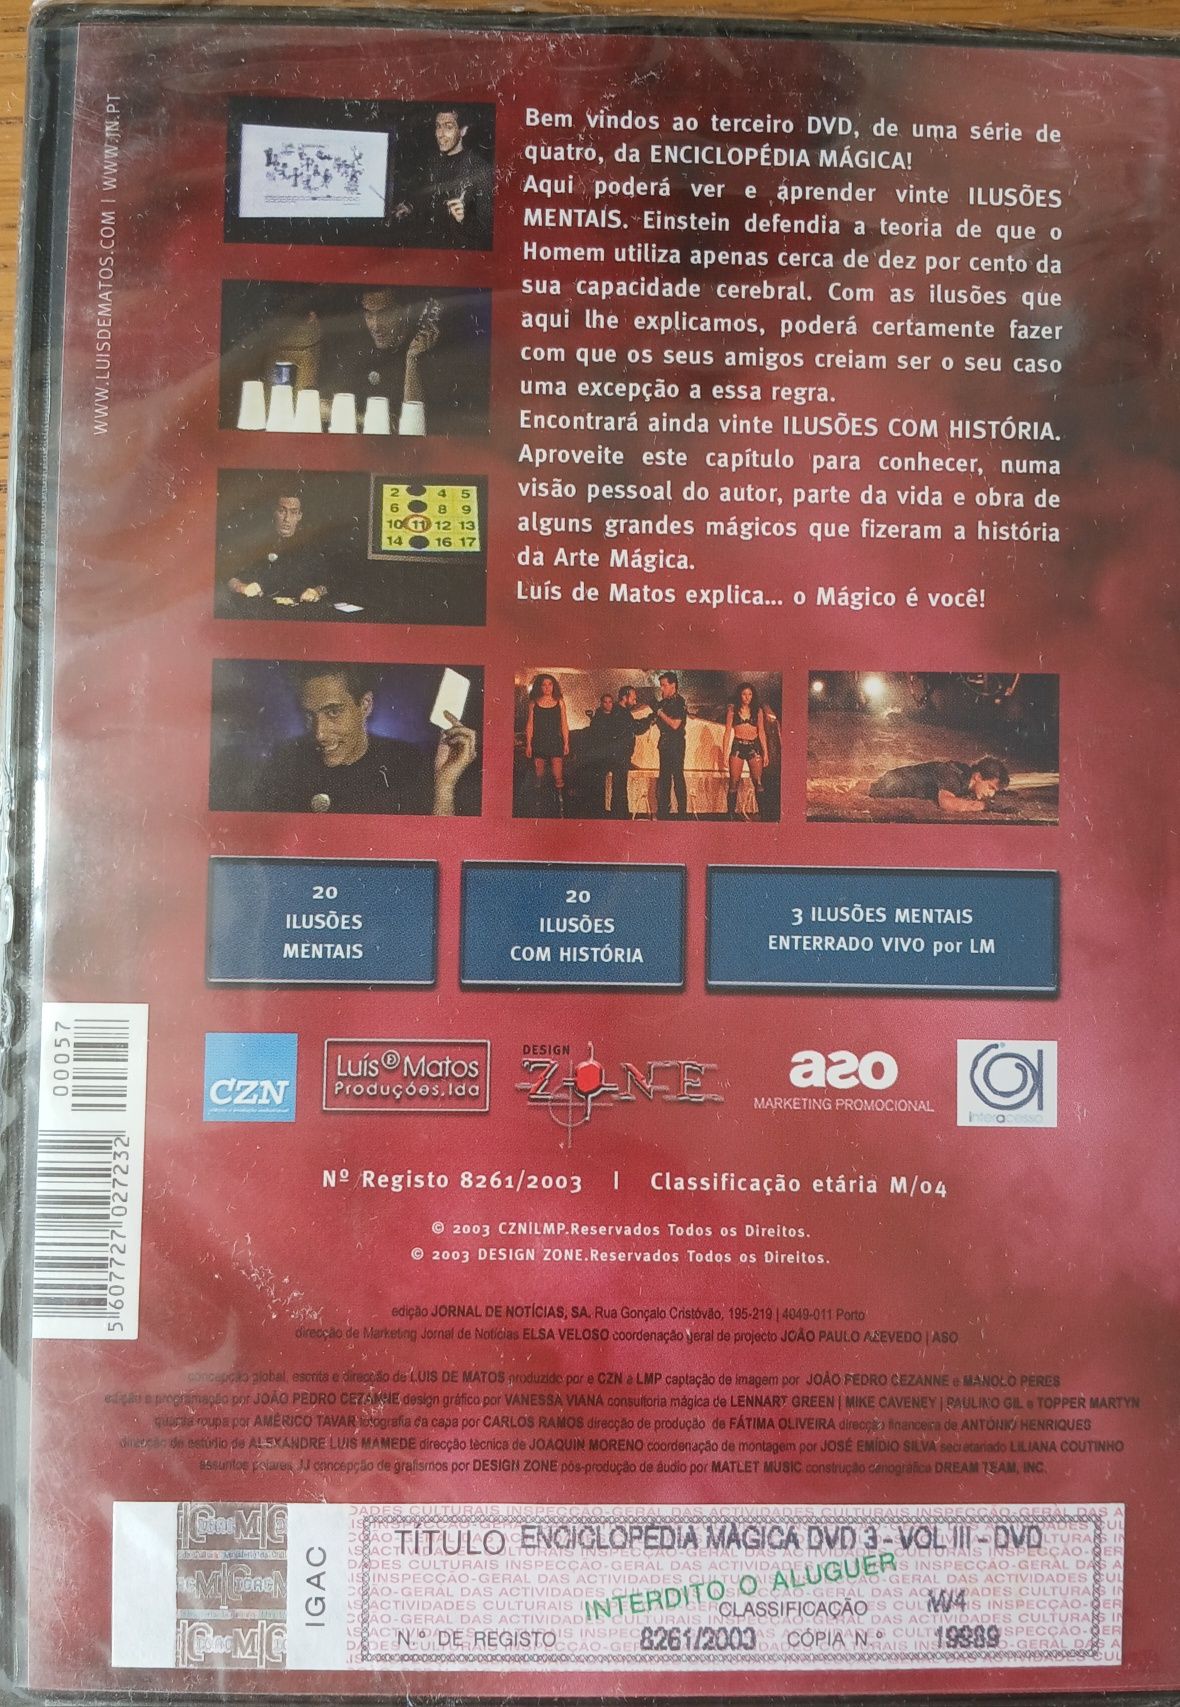 WWW.LUISDEMATOS.COM | WWW.JN.PT
Bem vindos ao terceiro DVD, de uma série de
quatro, da ENCICLOPÉDIA MÁGICA!
Aqui poderá ver e aprender vinte ILUSÕES
MENTAIS. Einstein defendia a teoria de que o
Homem utiliza apenas cerca de dez por cento da
sua capacidade cerebral. Com as ilusões que
aqui lhe explicamos, poderá certamente fazer
com que os seus amigos creiam ser o seu caso
uma excepção a essa regra.
Encontrará ainda vinte ILUSÕES COM HISTÓRIA.
Aproveite este capítulo para conhecer, numa
visão pessoal do autor, parte da vida e obra de
alguns grandes mágicos que fizeram a história
da Arte Mágica.
Luís de Matos explica... o Mágico é você!
2 4 5
6 8 9
10 11 12 13
14 16 17
20
ILUSÕES
MENTAIS
20
ILUSÕES
COM HISTÓRIA
3 ILUSÕES MENTAIS
ENTERRADO VIVO por LM
00057
5 607727 027232
CZN
Luís DE Matos
Produções, lda
DESIGN
ZONE
aso
MARKETING PROMOCIONAL
interacesso
Nº Registo 8261/2003 | Classificação etária M/04
© 2003 CZN|LMP.Reservados Todos os Direitos.
© 2003 DESIGN ZONE.Reservados Todos os Direitos.
edição JORNAL DE NOTÍCIAS, SA. Rua Gonçalo Cristóvão, 195-219 | 4049-011 Porto
direcção de Marketing Jornal de Notícias ELSA VELOSO coordenação geral de projecto JOÃO PAULO AZEVEDO | ASO
concepção global, escrita e direcção de LUIS DE MATOS produzido por e CZN e LMP captação de imagem por JOÃO PEDRO CEZANNE e MANOLO PERES
edição e programação por JOÃO PEDRO CEZANNE design gráfico por VANESSA VIANA consultoria mágica de LENNART GREEN | MIKE CAVENEY | PAULINO GIL e TOPPER MARTYN
guarda roupa por AMÉRICO TAVAR fotografia da capa por CARLOS RAMOS direcção de produção de FÁTIMA OLIVEIRA direcção financeira de ANTÓNIO HENRIQUES
direcção de estúdio de ALEXANDRE LUIS MAMEDE direcção técnica de JOAQUIN MORENO coordenação de montagem por JOSÉ EMÍDIO SILVA secretariado LILIANA COUTINHO
assuntos polares JJ concepção de grafismos por DESIGN ZONE pós-produção de áudio por MATLET MUSIC construção cenográfica DREAM TEAM, INC.
IGAC
TÍTULO ENCICLOPÉDIA MÁGICA DVD 3 - VOL III - DVD
INTERDITO O ALUGUER
CLASSIFICAÇÃO M/4
N.º DE REGISTO 8261/2003 CÓPIA N.º 19989